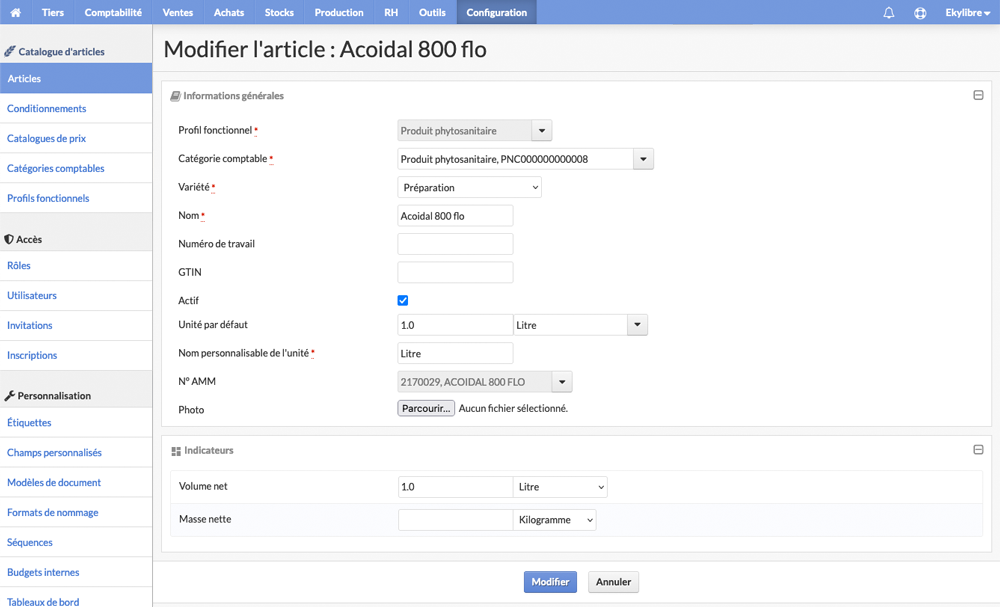 Tiers Comptabilité Ventes Achats Stocks Production RH Outils Configuration Ekylibre
Catalogue d'articles
Articles
Conditionnements
Catalogues de prix
Catégories comptables
Profils fonctionnels
Accès
Rôles
Utilisateurs
Invitations
Inscriptions
Personnalisation
Étiquettes
Champs personnalisés
Modèles de document
Formats de nommage
Séquences
Budgets internes
Tableaux de bord
Modifier l'article : Acoidal 800 flo
Informations générales
Profil fonctionnel * Produit phytosanitaire
Catégorie comptable * Produit phytosanitaire, PNC000000000008
Variété * Préparation
Nom * Acoidal 800 flo
Numéro de travail
GTIN
Actif
Unité par défaut 1.0 Litre
Nom personnalisable de l'unité * Litre
N° AMM 2170029, ACOIDAL 800 FLO
Photo Parcourir... Aucun fichier sélectionné.
Indicateurs
Volume net 1.0 Litre
Masse nette Kilogramme
Modifier Annuler